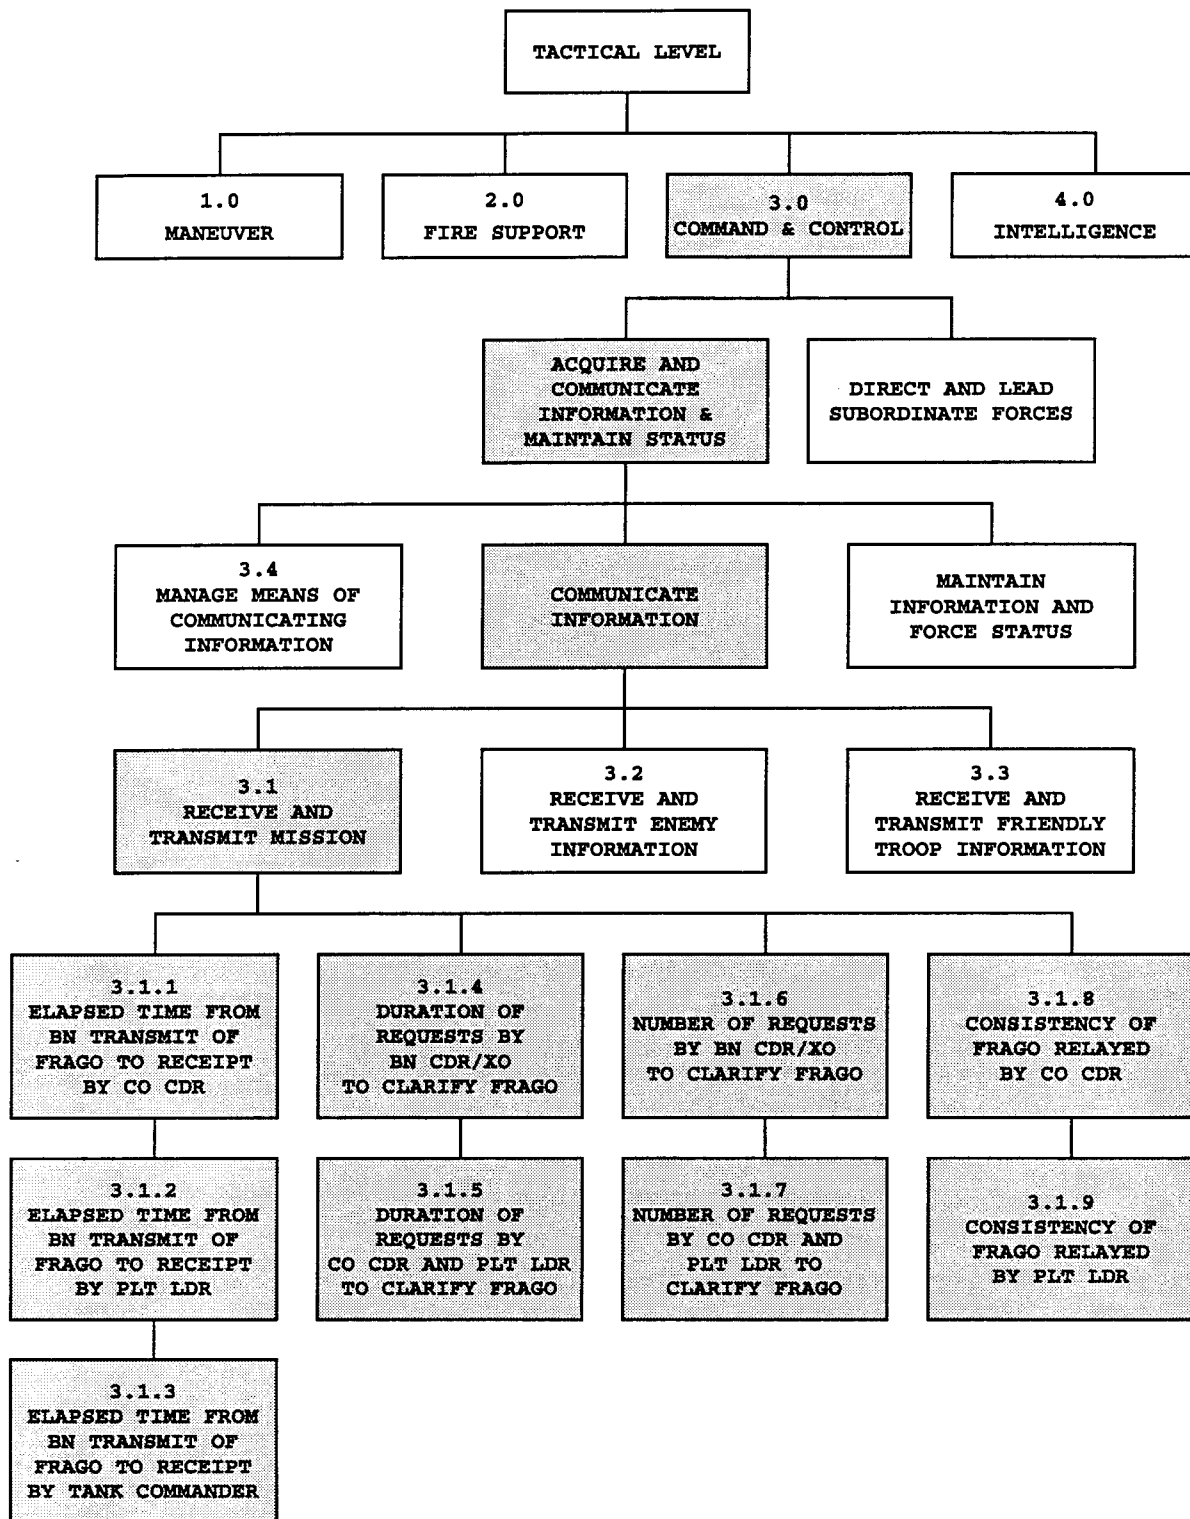 TACTICAL LEVEL
1.0
MANEUVER
2.0
FIRE SUPPORT
3.0
COMMAND & CONTROL
4.0
INTELLIGENCE
ACQUIRE AND
COMMUNICATE
INFORMATION &
MAINTAIN STATUS
DIRECT AND LEAD
SUBORDINATE FORCES
3.4
MANAGE MEANS OF
COMMUNICATING
INFORMATION
COMMUNICATE
INFORMATION
MAINTAIN
INFORMATION AND
FORCE STATUS
3.1
RECEIVE AND
TRANSMIT MISSION
3.2
RECEIVE AND
TRANSMIT ENEMY
INFORMATION
3.3
RECEIVE AND
TRANSMIT FRIENDLY
TROOP INFORMATION
3.1.1
ELAPSED TIME FROM
BN TRANSMIT OF
FRAGO TO RECEIPT
BY CO CDR
3.1.4
DURATION OF
REQUESTS BY
BN CDR/XO
TO CLARIFY FRAGO
3.1.6
NUMBER OF REQUESTS
BY BN CDR/XO
TO CLARIFY FRAGO
3.1.8
CONSISTENCY OF
FRAGO RELAYED
BY CO CDR
3.1.2
ELAPSED TIME FROM
BN TRANSMIT OF
FRAGO TO RECEIPT
BY PLT LDR
3.1.5
DURATION OF
REQUESTS BY
CO CDR AND PLT LDR
TO CLARIFY FRAGO
3.1.7
NUMBER OF REQUESTS
BY CO CDR AND
PLT LDR TO
CLARIFY FRAGO
3.1.9
CONSISTENCY OF
FRAGO RELAYED
BY PLT LDR
3.1.3
ELAPSED TIME FROM
BN TRANSMIT OF
FRAGO TO RECEIPT
BY TANK COMMANDER